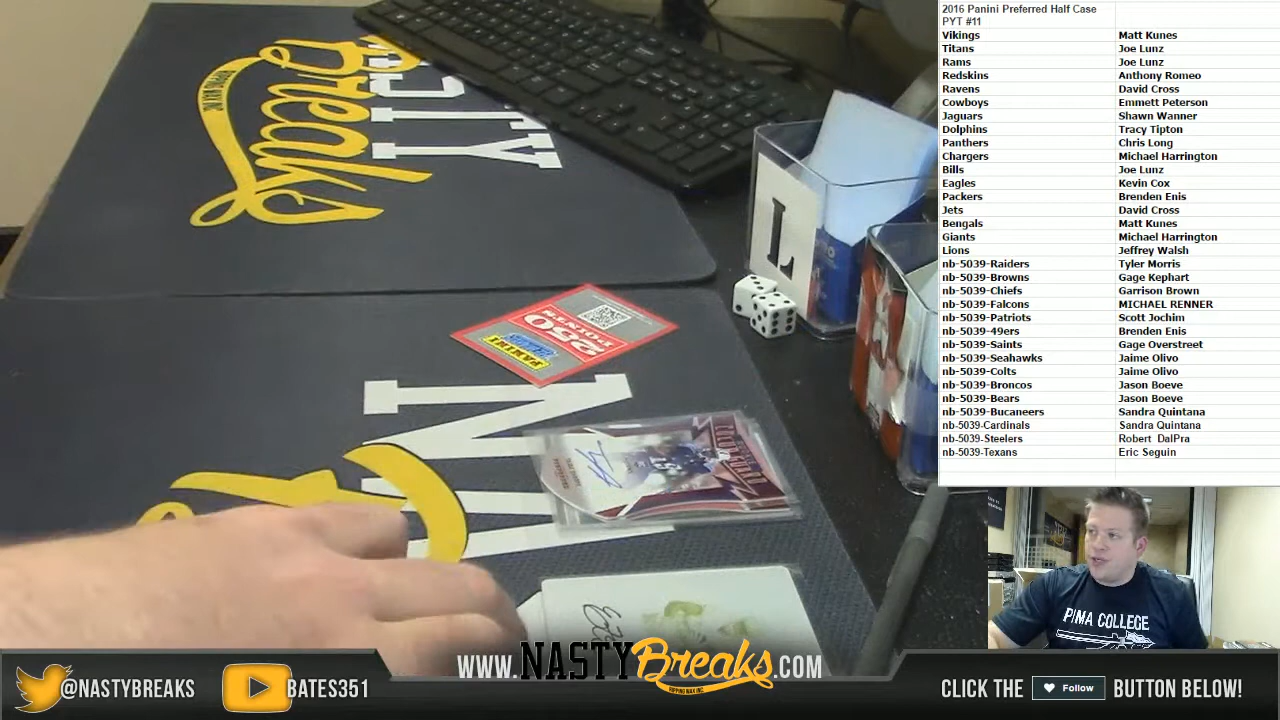 2016 Panini Preferred Half Case
PYT #11
Vikings Matt Kunes
Titans Joe Lunz
Rams Joe Lunz
Redskins Anthony Romeo
Ravens David Cross
Cowboys Emmett Peterson
Jaguars Shawn Wanner
Dolphins Tracy Tipton
Panthers Chris Long
Chargers Michael Harrington
Bills Joe Lunz
Eagles Kevin Cox
Packers Brenden Enis
Jets David Cross
Bengals Matt Kunes
Giants Michael Harrington
Lions Jeffrey Walsh
nb-5039-Raiders Tyler Morris
nb-5039-Browns Gage Kephart
nb-5039-Chiefs Garrison Brown
nb-5039-Falcons MICHAEL RENNER
nb-5039-Patriots Scott Jochim
nb-5039-49ers Brenden Enis
nb-5039-Saints Gage Overstreet
nb-5039-Seahawks Jaime Olivo
nb-5039-Colts Jaime Olivo
nb-5039-Broncos Jason Boeve
nb-5039-Bears Jason Boeve
nb-5039-Bucaneers Sandra Quintana
nb-5039-Cardinals Sandra Quintana
nb-5039-Steelers Robert DalPra
nb-5039-Texans Eric Seguin
Breaks
L
PANINI
250
POINTS
PIMA COLLEGE
@NASTYBREAKS
BATES351
WWW.NASTYBreaks.COM
RIPPING WAX INC
CLICK THE Follow BUTTON BELOW!